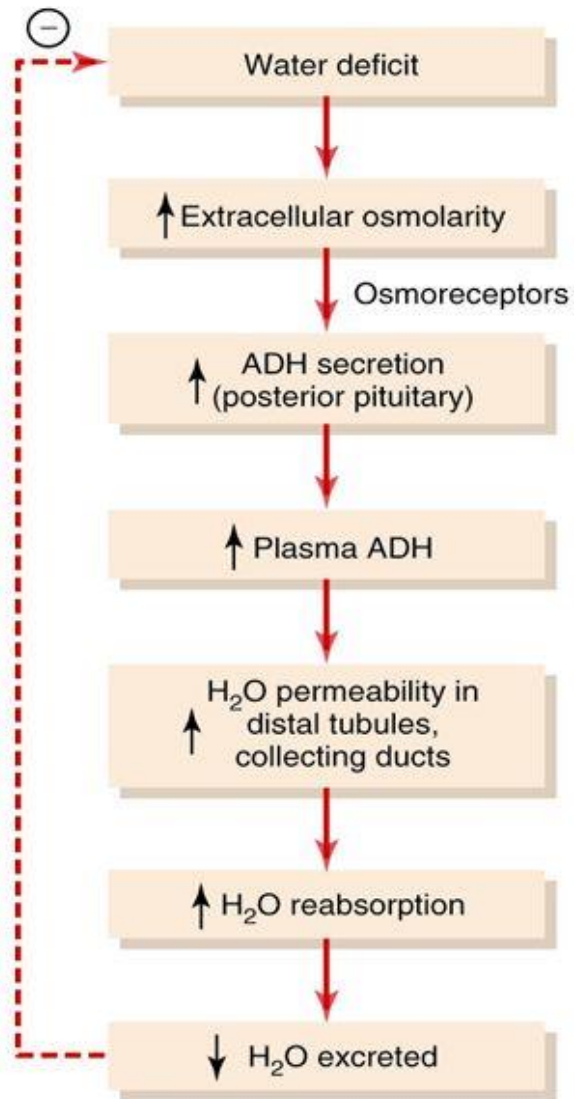 −
Water deficit
↑ Extracellular osmolarity
Osmoreceptors
↑ ADH secretion
(posterior pituitary)
↑ Plasma ADH
↑ H₂O permeability in
distal tubules,
collecting ducts
↑ H₂O reabsorption
↓ H₂O excreted